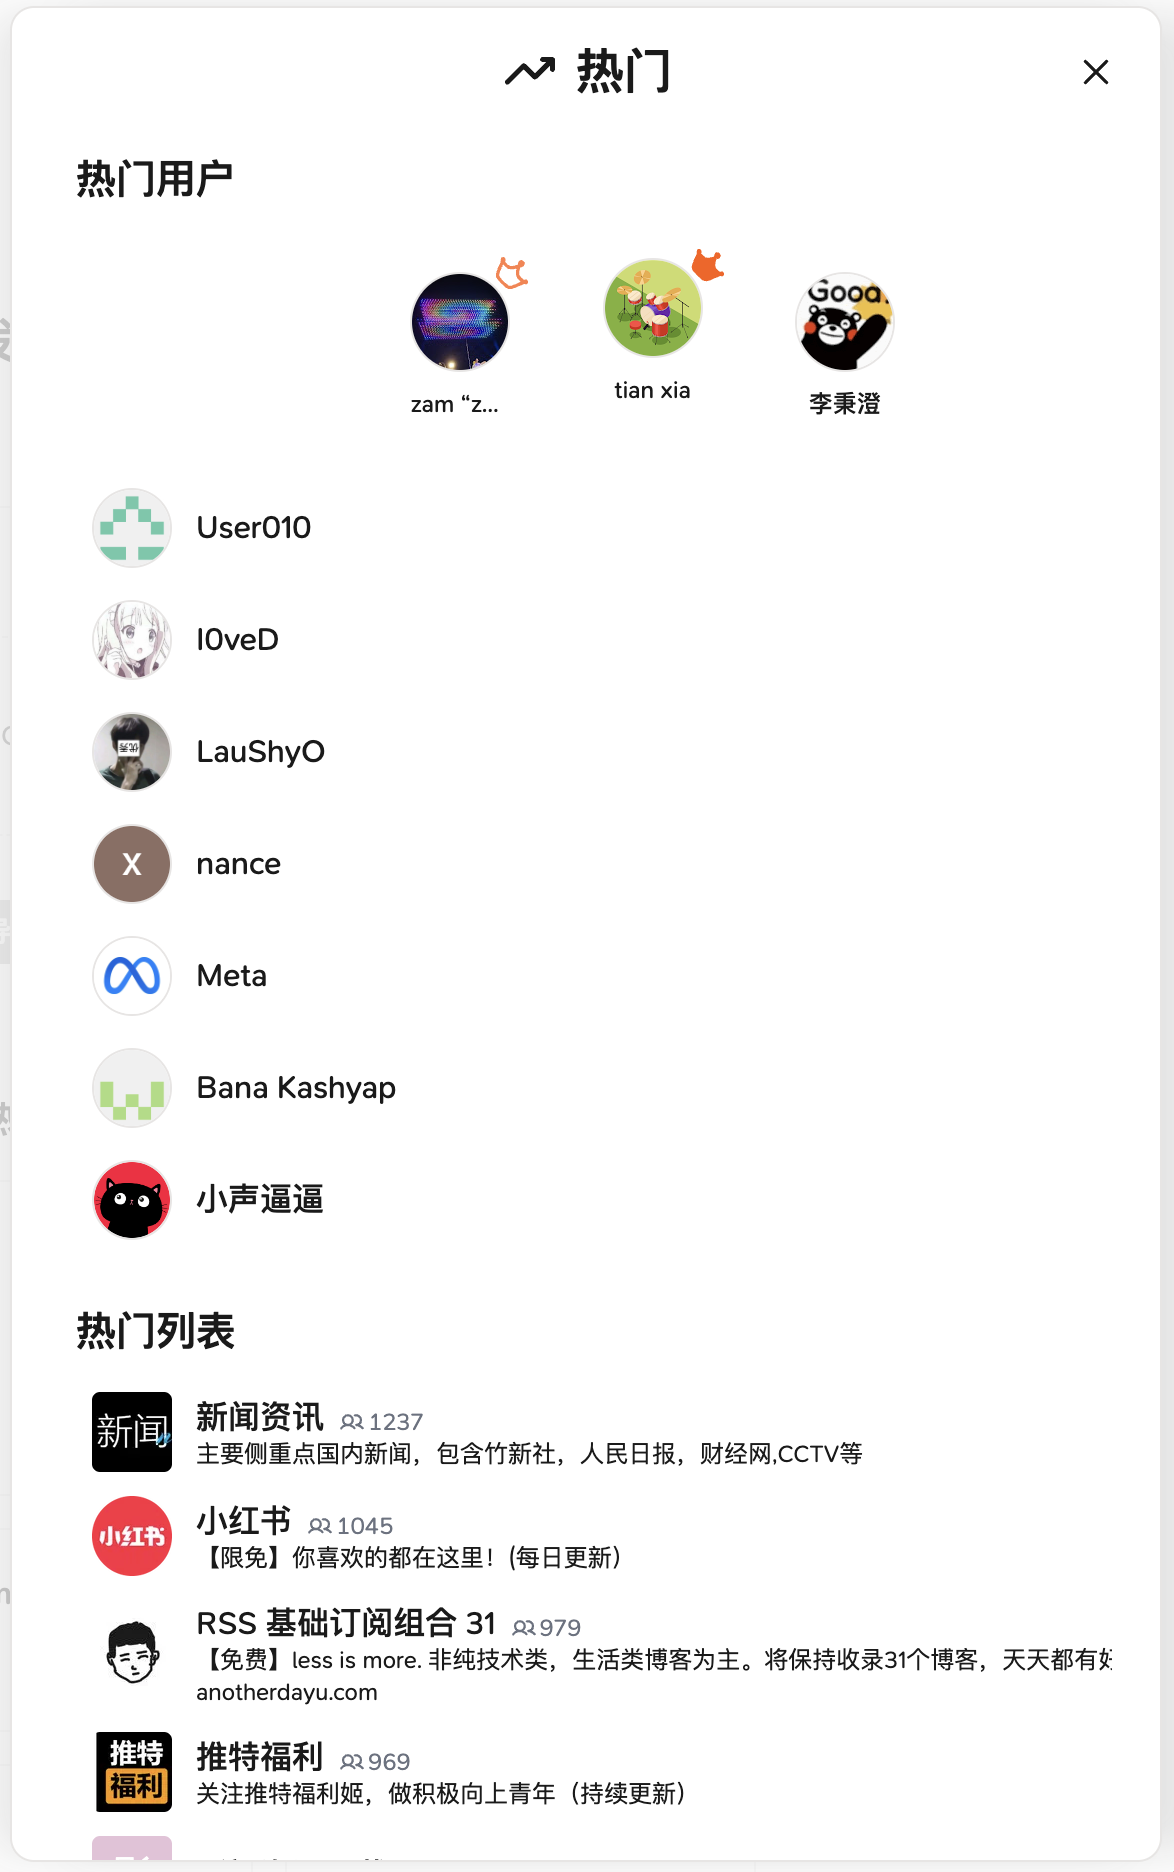 热门
热门用户
Good.
zam “z...
tian xia
李秉澄
User010
I0veD
优秀
LauShyO
X
nance
Meta
Bana Kashyap
小声逼逼
热门列表
新闻
新闻资讯 1237
主要侧重点国内新闻，包含竹新社，人民日报，财经网,CCTV等
小红书
小红书 1045
【限免】你喜欢的都在这里！(每日更新）
RSS 基础订阅组合 31 979
【免费】less is more. 非纯技术类，生活类博客为主。将保持收录31个博客，天天都有
anotherdayu.com
推特
福利
推特福利 969
关注推特福利姬，做积极向上青年（持续更新）